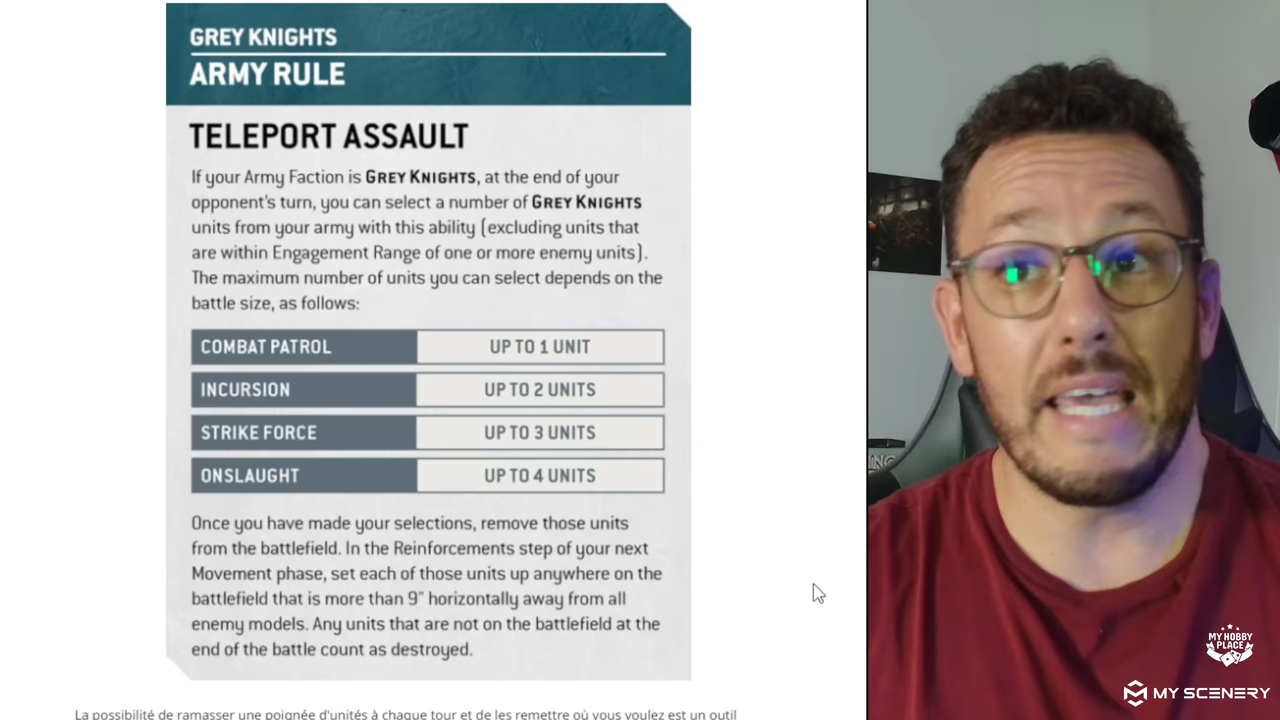 GREY KNIGHTS
ARMY RULE
TELEPORT ASSAULT
If your Army Faction is GREY KNIGHTS, at the end of your
opponent's turn, you can select a number of GREY KNIGHTS
units from your army with this ability (excluding units that
are within Engagement Range of one or more enemy units).
The maximum number of units you can select depends on the
battle size, as follows:
COMBAT PATROL UP TO 1 UNIT
INCURSION UP TO 2 UNITS
STRIKE FORCE UP TO 3 UNITS
ONSLAUGHT UP TO 4 UNITS
Once you have made your selections, remove those units
from the battlefield. In the Reinforcements step of your next
Movement phase, set each of those units up anywhere on the
battlefield that is more than 9" horizontally away from all
enemy models. Any units that are not on the battlefield at the
end of the battle count as destroyed.
La possibilité de ramasser une poignée d'unités à chaque tour et de les remettre où vous voulez est un outil
MY HOBBY
PLACE
MY SCENERY